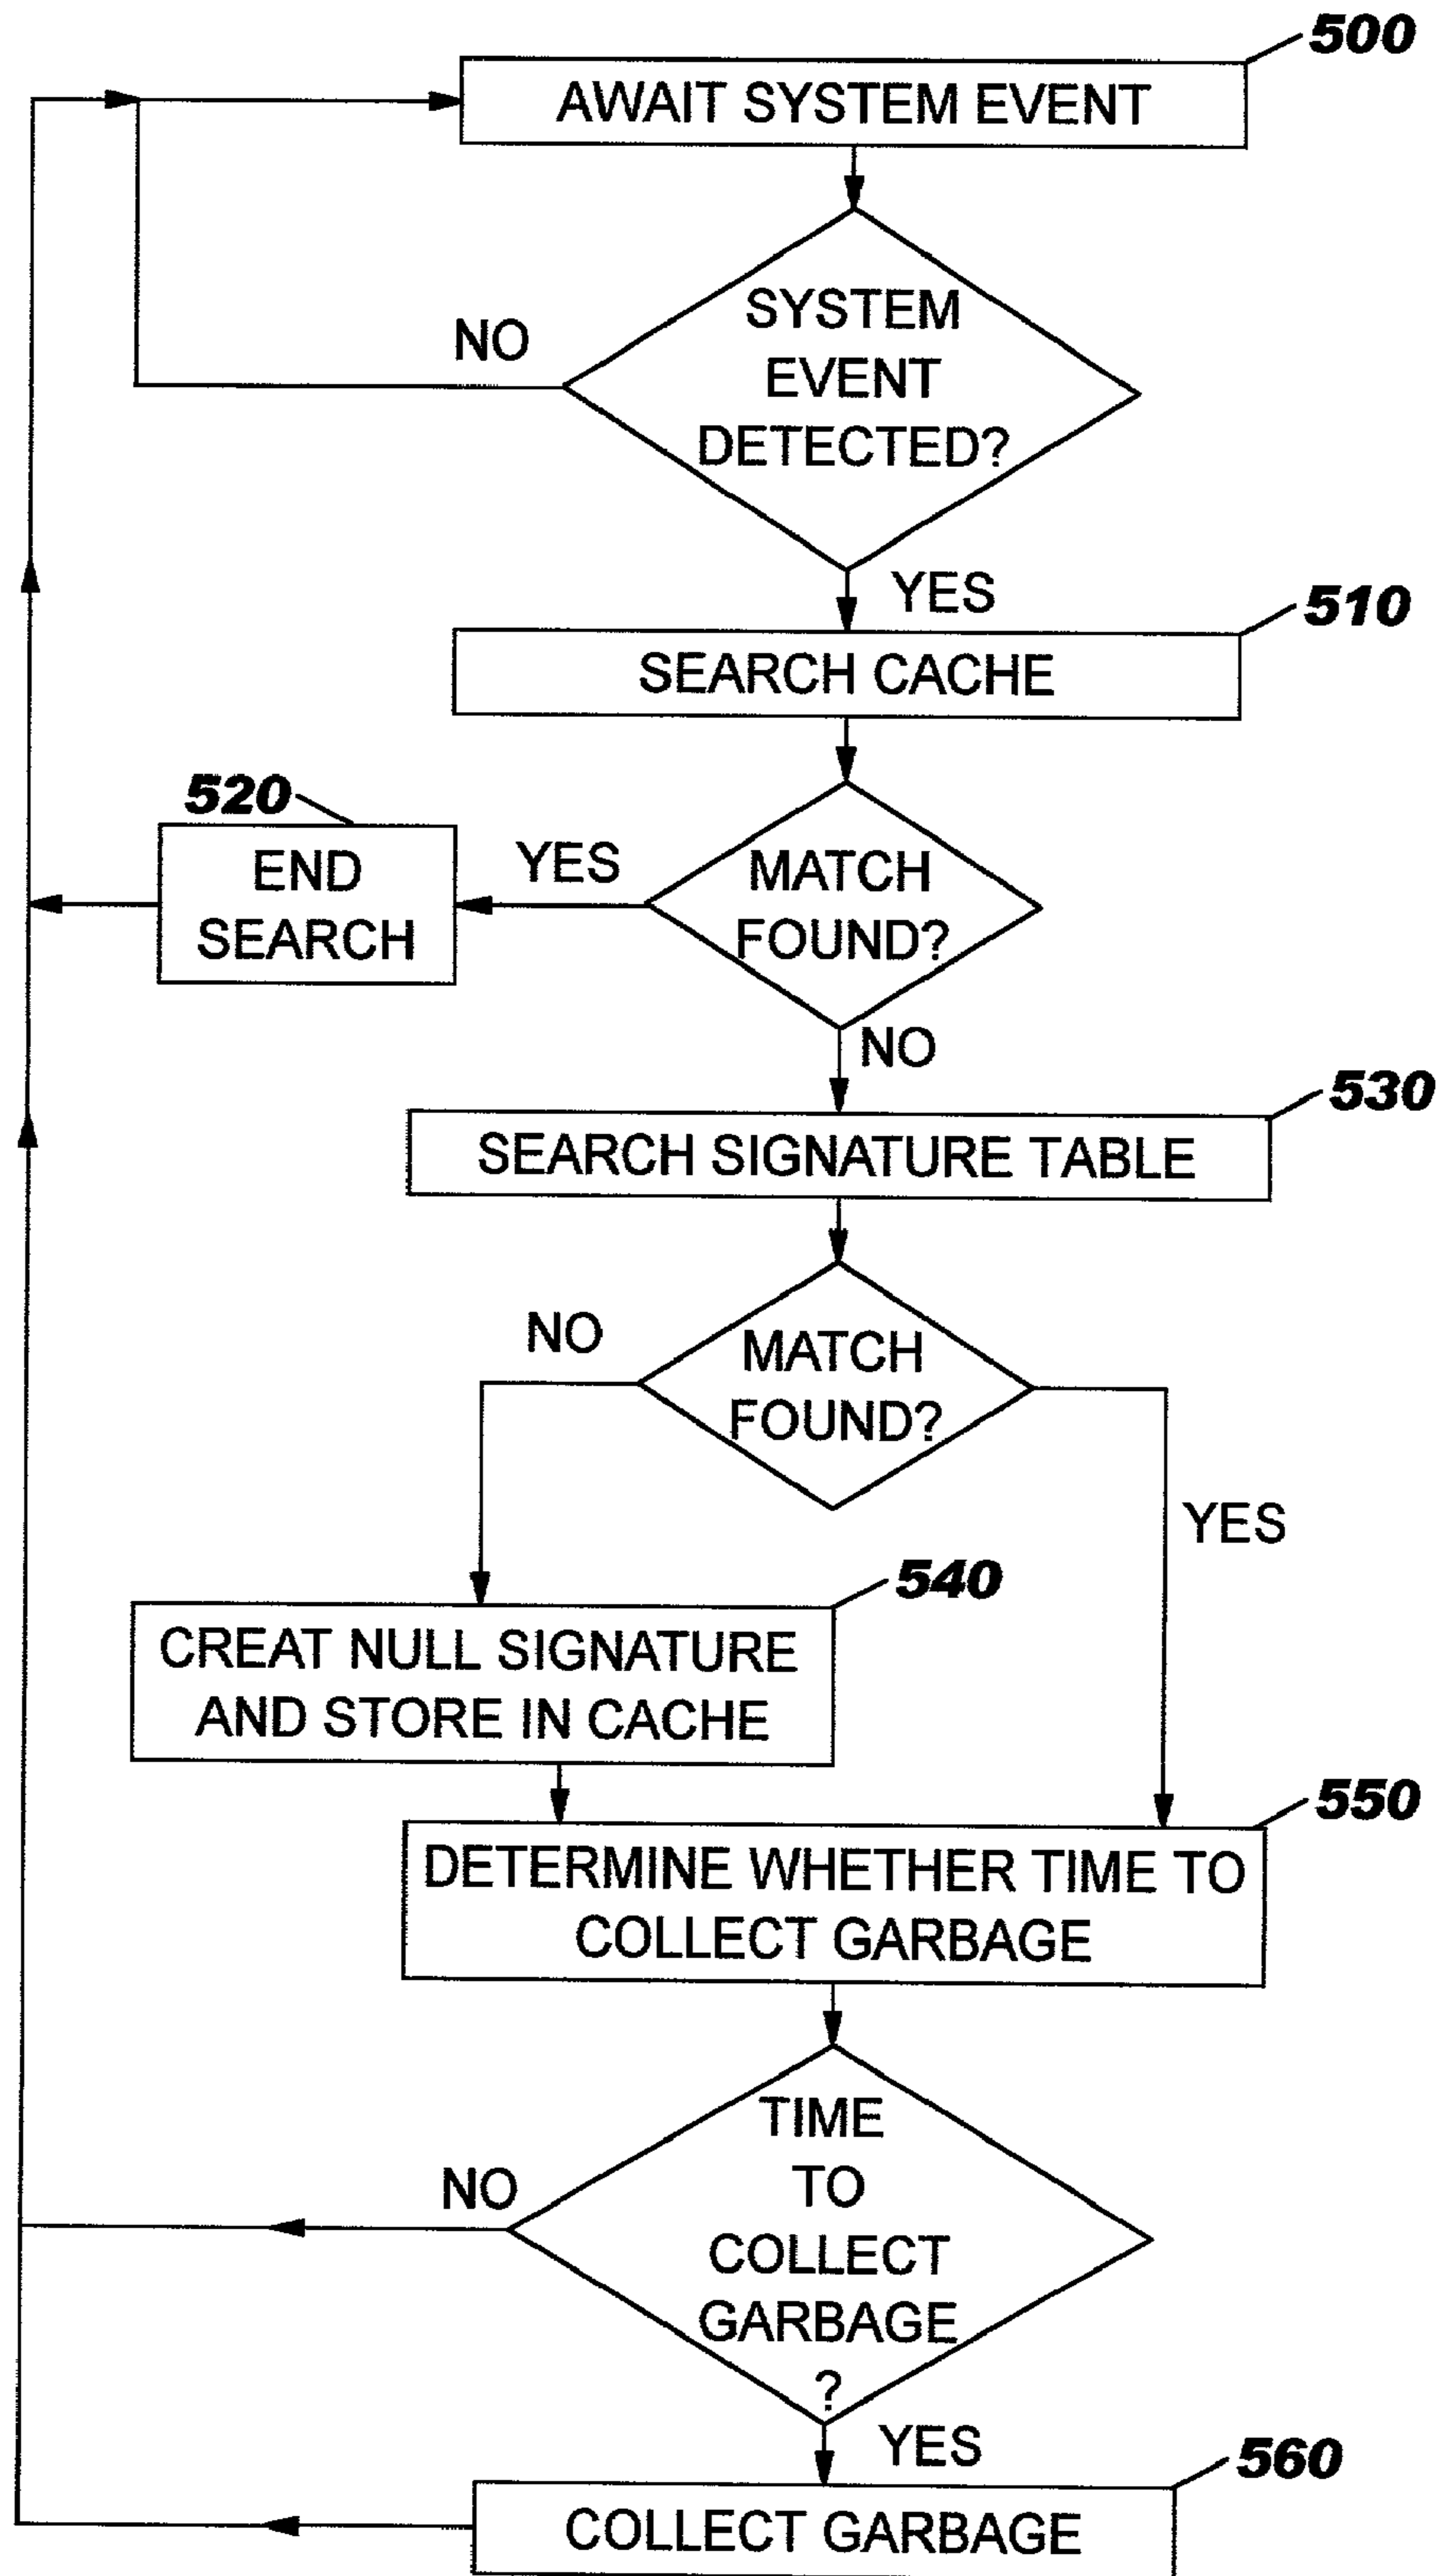 500
AWAIT SYSTEM EVENT
SYSTEM
EVENT
DETECTED?
NO
YES
510
SEARCH CACHE
520
END
SEARCH
YES
MATCH
FOUND?
NO
530
SEARCH SIGNATURE TABLE
NO
MATCH
FOUND?
YES
540
CREAT NULL SIGNATURE
AND STORE IN CACHE
550
DETERMINE WHETHER TIME TO
COLLECT GARBAGE
TIME
TO
COLLECT
GARBAGE
?
NO
YES
560
COLLECT GARBAGE